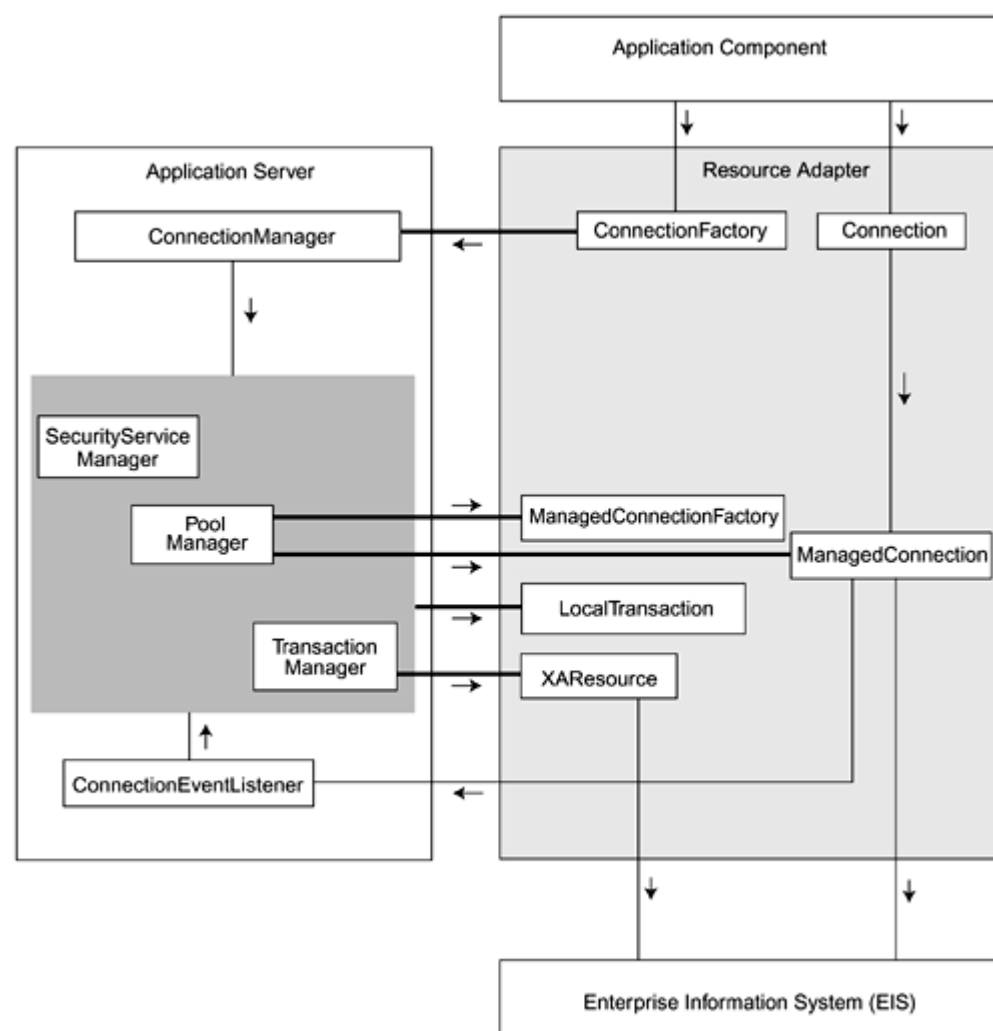 Application Component
Application Server
Resource Adapter
ConnectionManager
ConnectionFactory
Connection
SecurityService
Manager
Pool
Manager
ManagedConnectionFactory
ManagedConnection
LocalTransaction
Transaction
Manager
XAResource
ConnectionEventListener
Enterprise Information System (EIS)